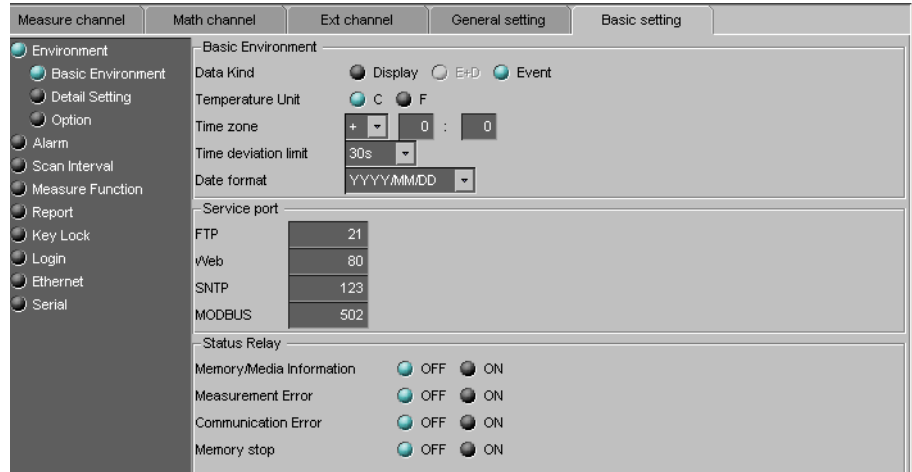 Measure channel Math channel Ext channel General setting Basic setting
Environment
Basic Environment
Detail Setting
Option
Alarm
Scan Interval
Measure Function
Report
Key Lock
Login
Ethernet
Serial
Basic Environment
Data Kind Display E+D Event
Temperature Unit C F
Time zone + 0 : 0
Time deviation limit 30s
Date format YYYY/MM/DD
Service port
FTP 21
Web 80
SNTP 123
MODBUS 502
Status Relay
Memory/Media Information OFF ON
Measurement Error OFF ON
Communication Error OFF ON
Memory stop OFF ON